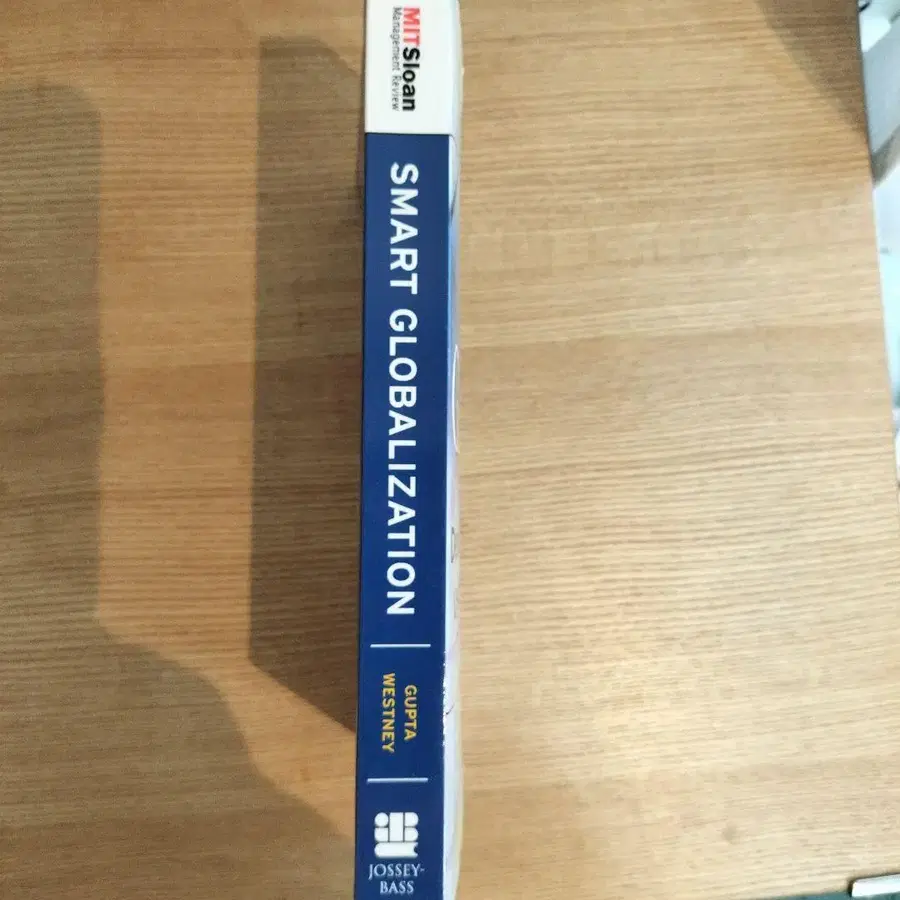 MITSloan
Management Review
SMART GLOBALIZATION
GUPTA
WESTNEY
JOSSEY-
BASS